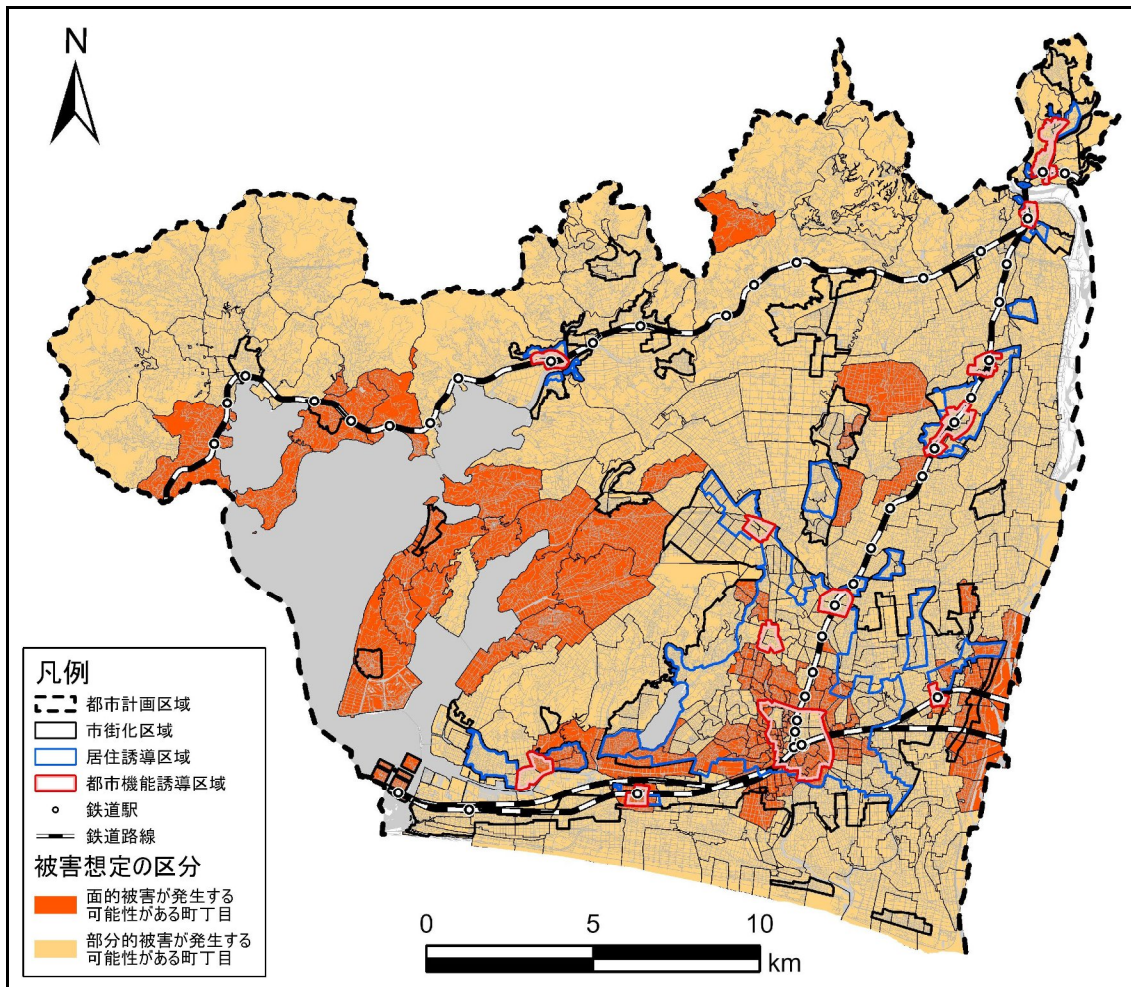 N
凡例
都市計画区域
市街化区域
居住誘導区域
都市機能誘導区域
鉄道駅
鉄道路線
被害想定の区分
面的被害が発生する
可能性がある町丁目
部分的被害が発生する
可能性がある町丁目
0 5 10
km